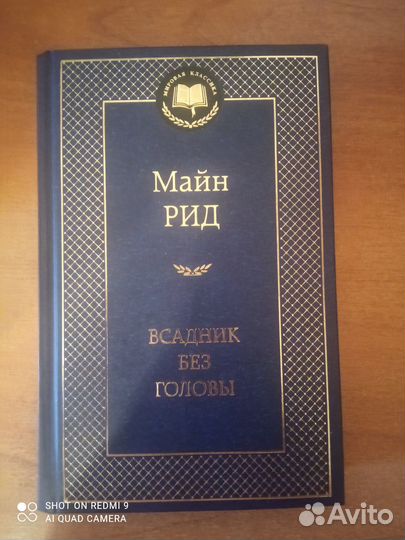 МИРОВАЯ КЛАССИКА
Майн
РИД
ВСАДНИК
БЕЗ
ГОЛОВЫ
SHOT ON REDMI 9
AI QUAD CAMERA
Avito